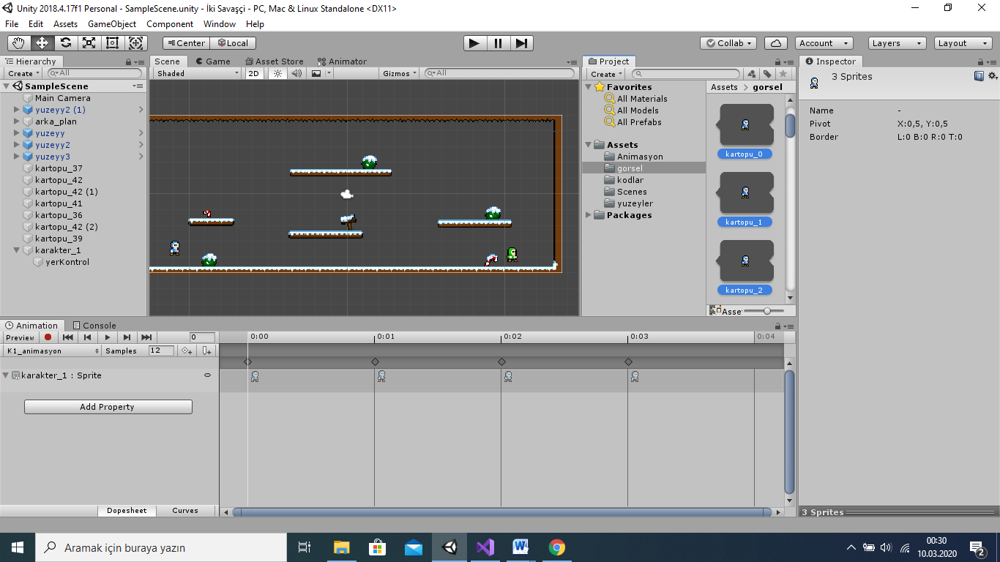 Unity 2018.4.17f1 Personal - SampleScene.unity - İki Savaşçi - PC, Mac & Linux Standalone <DX11>
File Edit Assets GameObject Component Window Help
Center Local Collab Account Layers Layout
Hierarchy
Create All
SampleScene
Main Camera
yuzeyy2 (1)
arka_plan
yuzeyy
yuzeyy2
yuzeyy3
kartopu_37
kartopu_42
kartopu_42 (1)
kartopu_41
kartopu_36
kartopu_42 (2)
kartopu_39
karakter_1
yerKontrol
Scene Game Asset Store Animator
Shaded 2D Gizmos All
Project
Create
Favorites
All Materials
All Models
All Prefabs
Assets
Animasyon
gorsel
kodlar
Scenes
yuzeyler
Packages
Assets gorsel
kartopu_0
kartopu_1
kartopu_2
Asse
Inspector
3 Sprites
Name -
Pivot X:0,5, Y:0,5
Border L:0 B:0 R:0 T:0
3 Sprites
Animation Console
Preview 0
K1_animasyon Samples 12
0:00 0:01 0:02 0:03 0:04
karakter_1 : Sprite
Add Property
Dopesheet Curves
Aramak için buraya yazın
00:30
10.03.2020
2